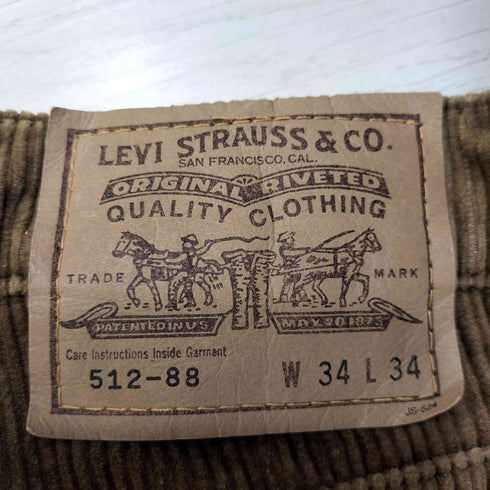 LEVI STRAUSS & CO.
SAN FRANCISCO, CAL.
ORIGINAL RIVETED
QUALITY CLOTHING
TRADE MARK
PATENTED IN U.S. MAY 20 1873
Care Instructions Inside Garment
512-88 W 34 L 34